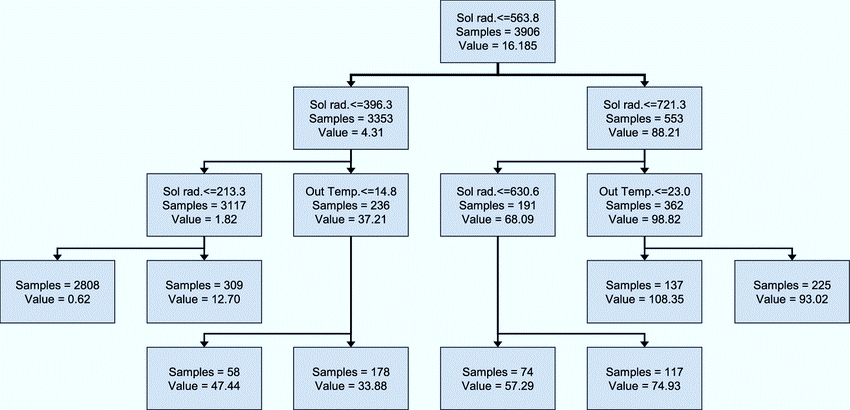 Sol rad.<=563.8
Samples = 3906
Value = 16.185
Sol rad.<=396.3
Samples = 3353
Value = 4.31
Sol rad.<=721.3
Samples = 553
Value = 88.21
Sol rad.<=213.3
Samples = 3117
Value = 1.82
Out Temp.<=14.8
Samples = 236
Value = 37.21
Sol rad.<=630.6
Samples = 191
Value = 68.09
Out Temp.<=23.0
Samples = 362
Value = 98.82
Samples = 2808
Value = 0.62
Samples = 309
Value = 12.70
Samples = 137
Value = 108.35
Samples = 225
Value = 93.02
Samples = 58
Value = 47.44
Samples = 178
Value = 33.88
Samples = 74
Value = 57.29
Samples = 117
Value = 74.93